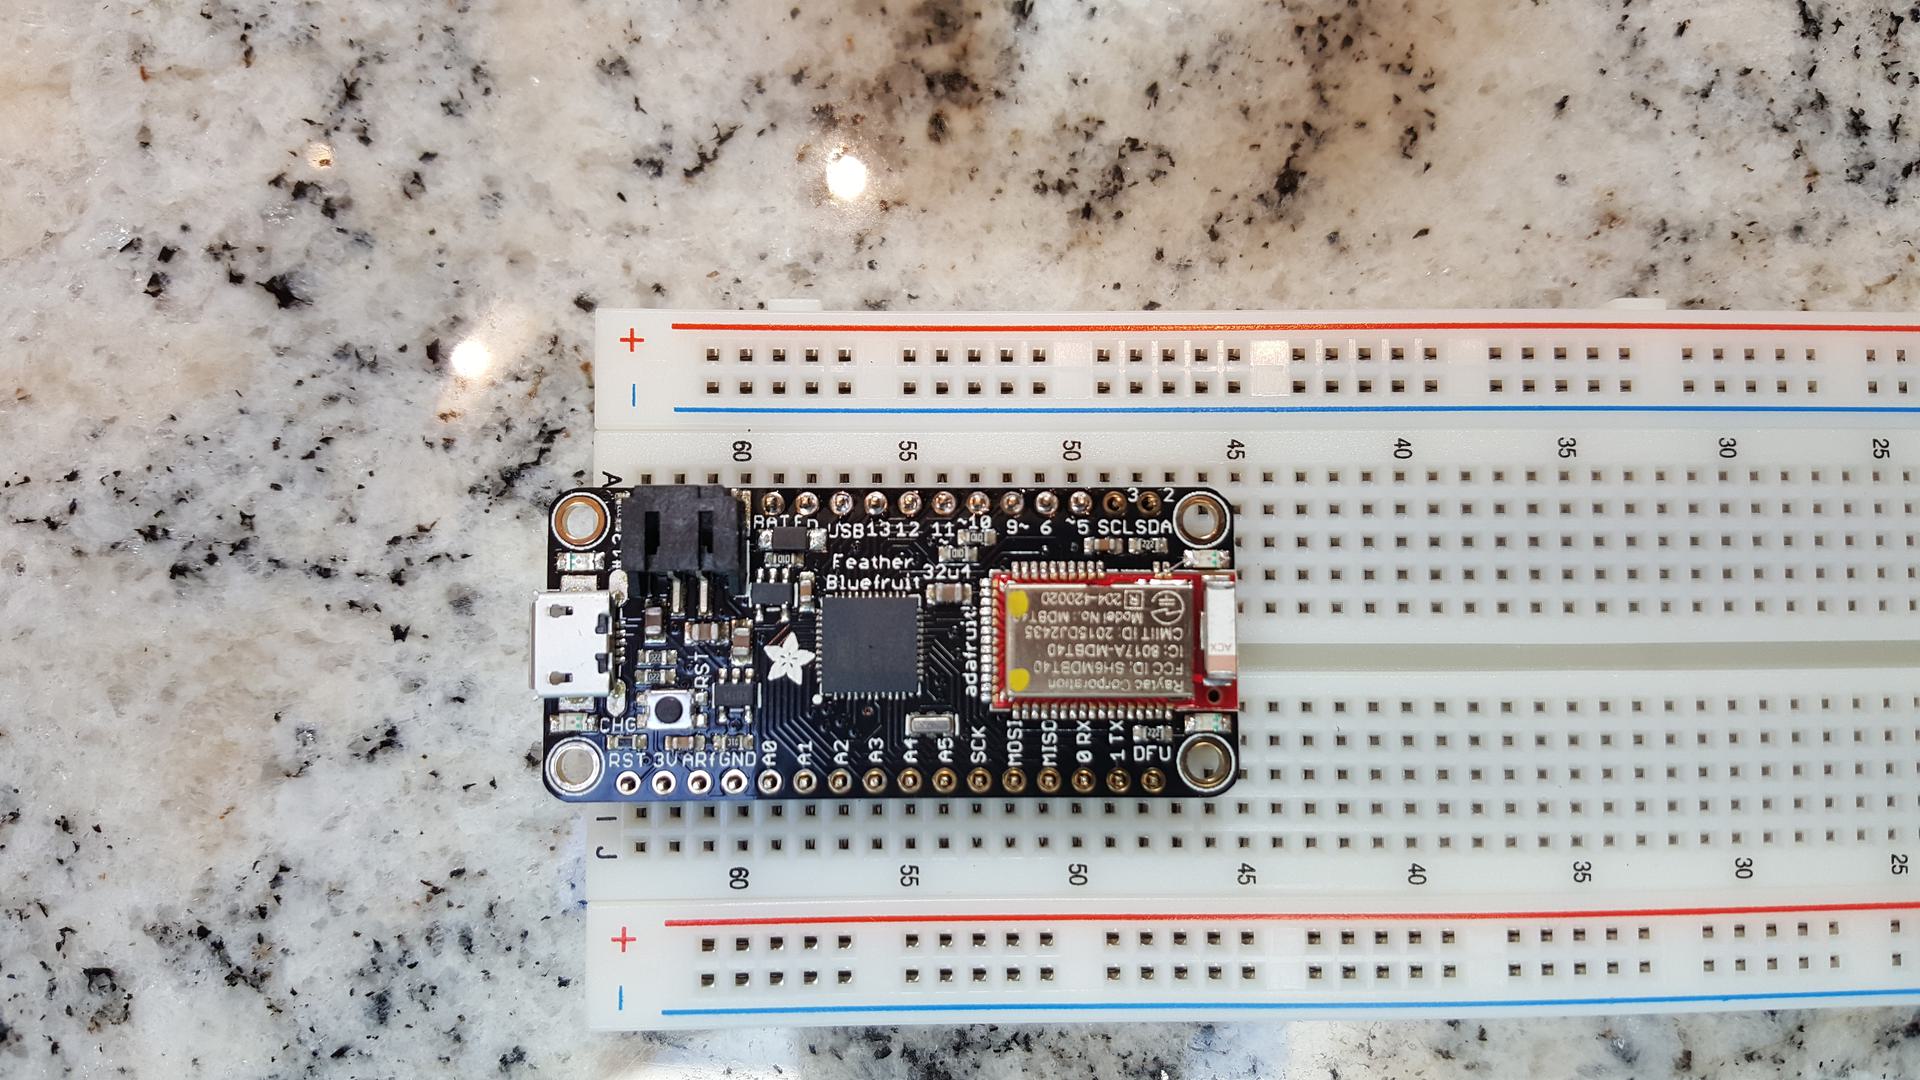 +
−
60 55 50 45 40 35 30 25
A
BAT EN USB 13 12 11 ~10 9~ 6 ~5 SCL SDA
3 2
Feather
Bluefruit 32u4
adafruit!
Raytac Corporation
FCC ID: SH6MDBT40
IC: 8017A-MDBT40
CMIIT ID: 2015DJ2435
Model No.: MDBT40
R 204-420020
ACX
RST
CHG
RST 3V ARf GND A0 A1 A2 A3 A4 A5 SCK MOSI MISO 0 RX 1 TX DFU
I
J
60 55 50 45 40 35 30 25
+
−